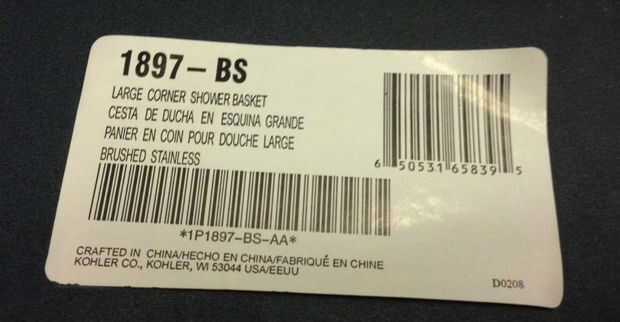 1897-BS
LARGE CORNER SHOWER BASKET
CESTA DE DUCHA EN ESQUINA GRANDE
PANIER EN COIN POUR DOUCHE LARGE
BRUSHED STAINLESS
6 50531 65839 5
*1P1897-BS-AA*
CRAFTED IN CHINA/HECHO EN CHINA/FABRIQUÉ EN CHINE
KOHLER CO., KOHLER, WI 53044 USA/EEUU
D0208